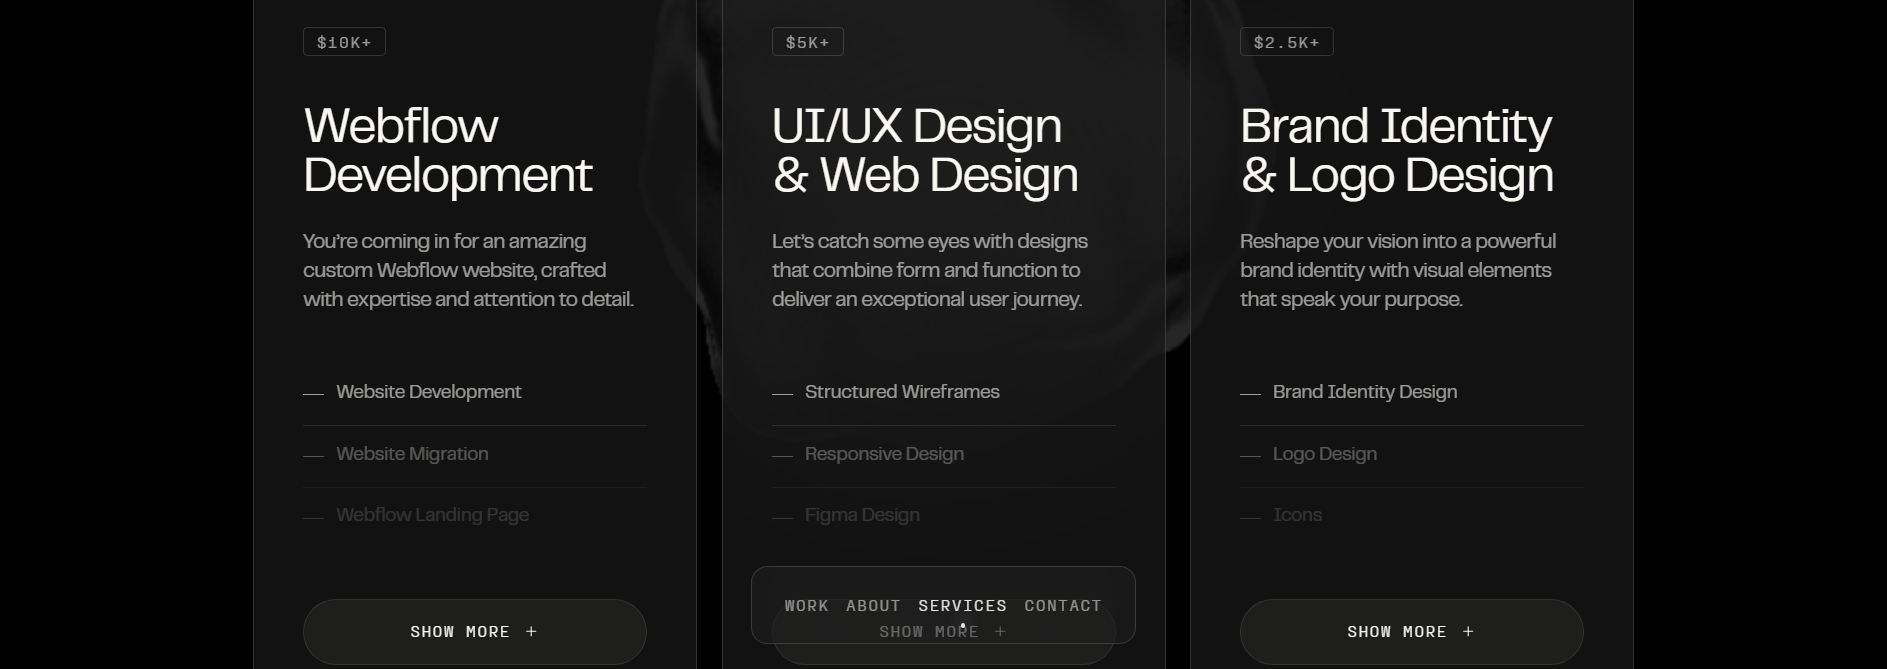 $10K+
Webflow
Development
You're coming in for an amazing
custom Webflow website, crafted
with expertise and attention to detail.
— Website Development
— Website Migration
— Webflow Landing Page
SHOW MORE +
$5K+
UI/UX Design
& Web Design
Let's catch some eyes with designs
that combine form and function to
deliver an exceptional user journey.
— Structured Wireframes
— Responsive Design
— Figma Design
WORK ABOUT SERVICES CONTACT
SHOW MORE +
$2.5K+
Brand Identity
& Logo Design
Reshape your vision into a powerful
brand identity with visual elements
that speak your purpose.
— Brand Identity Design
— Logo Design
— Icons
SHOW MORE +